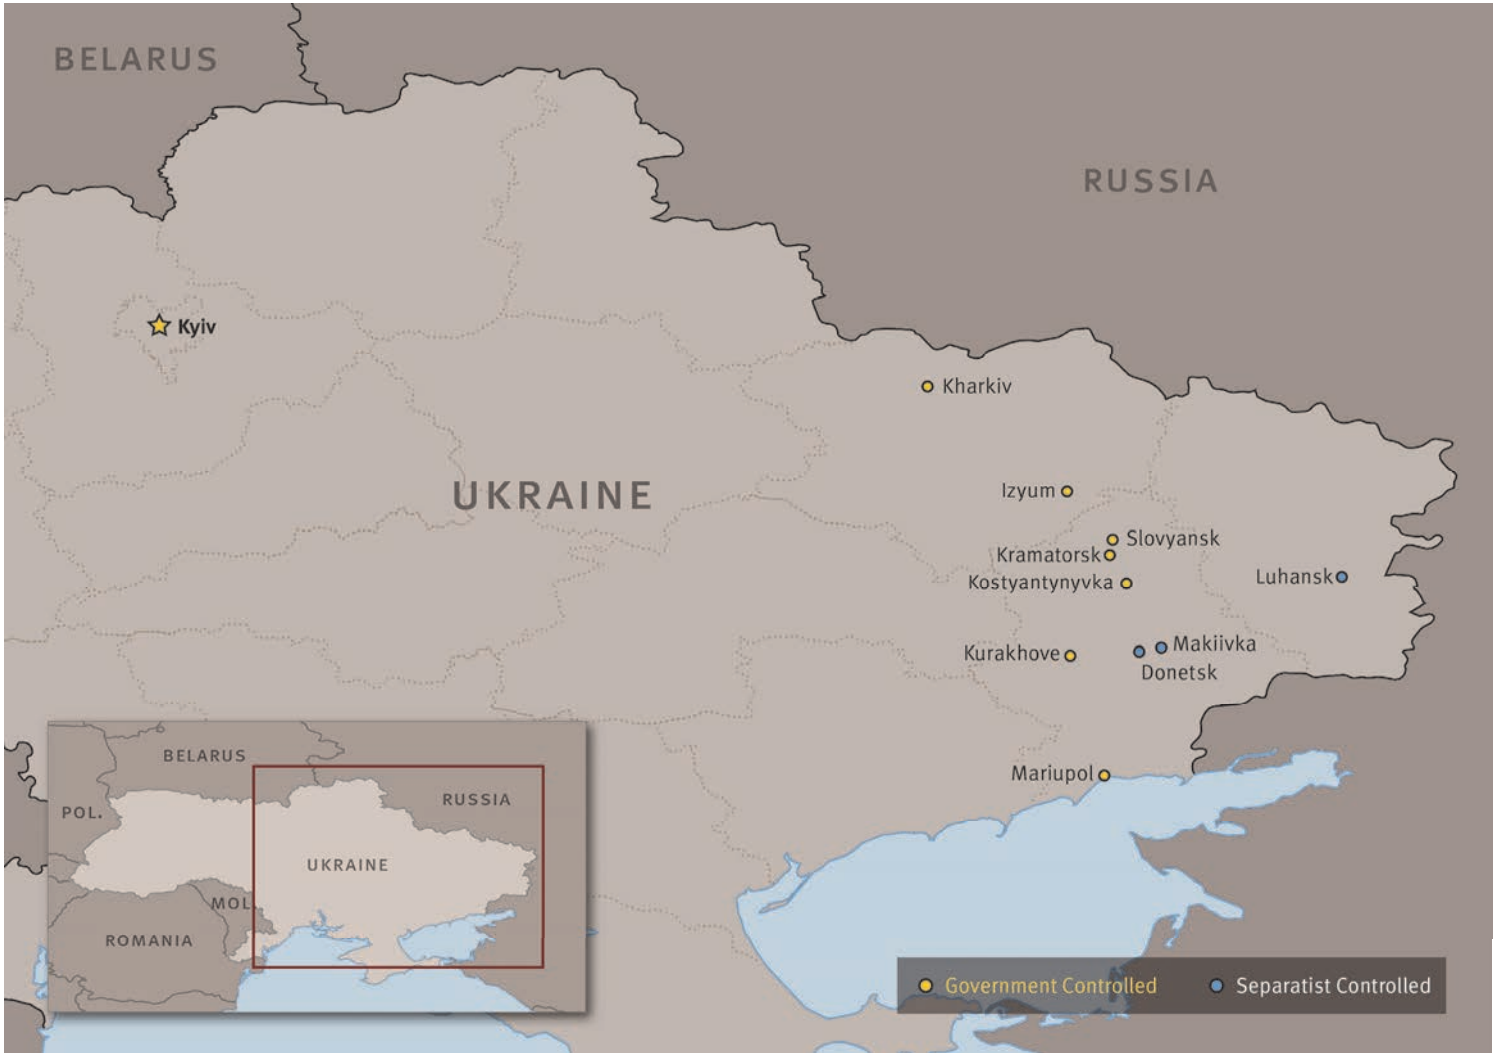 BELARUS
RUSSIA
Kyiv
Kharkiv
UKRAINE
Izyum
Slovyansk
Kramatorsk
Kostyantynyvka
Luhansk
Kurakhove
Makiivka
Donetsk
Mariupol
BELARUS
RUSSIA
POL.
UKRAINE
MOL
ROMANIA
Government Controlled
Separatist Controlled